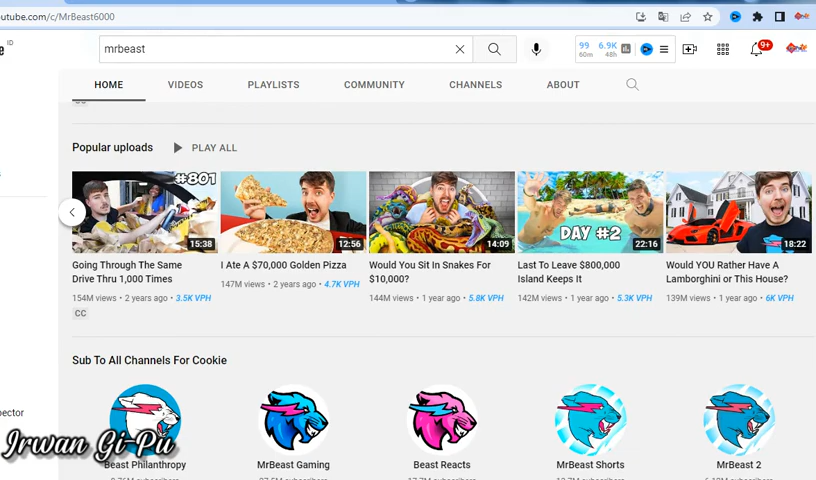 utube.com/c/MrBeast6000
e ID
mrbeast
99 6.9K
60m 48h
9+
HOME VIDEOS PLAYLISTS COMMUNITY CHANNELS ABOUT
Popular uploads PLAY ALL
#801
15:38
12:56
14:09
DAY #2
22:16
18:22
Going The Same Drive Thru 1,000 Times
I Ate A $70,000 Golden Pizza
Would You Sit In Snakes For $10,000?
Last To Leave $800,000 Island Keeps It
Would YOU Rather Have A Lamborghini or This House?
154M views • 2 years ago • 3.5K VPH
147M views • 2 years ago • 4.7K VPH
144M views • 1 year ago • 5.8K VPH
142M views • 1 year ago • 5.3K VPH
139M views • 1 year ago • 6K VPH
CC
Sub To All Channels For Cookie
pector
Irwan Gi-Pu
Beast Philanthropy
MrBeast Gaming
Beast Reacts
MrBeast Shorts
MrBeast 2